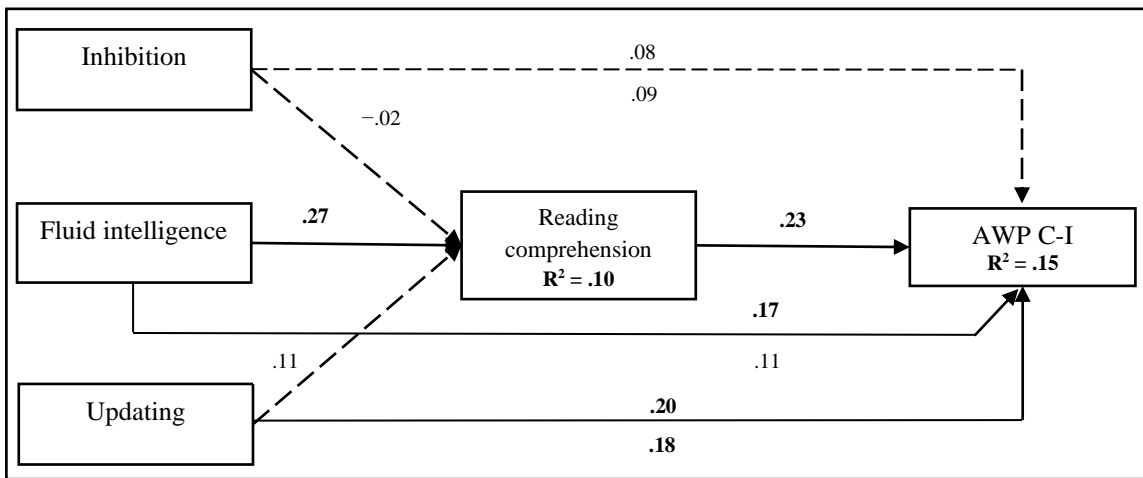 Inhibition
.08
.09
−.02
Fluid intelligence
.27
Reading
comprehension
R² = .10
.23
AWP C-I
R² = .15
.17
.11
.11
Updating
.20
.18